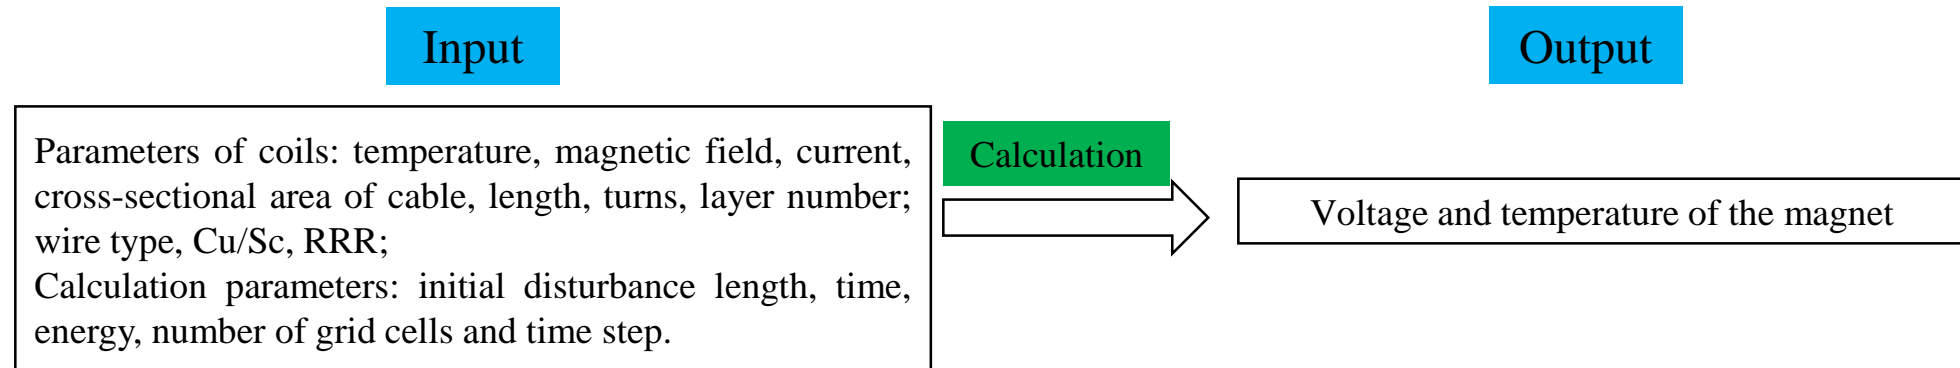 Input
Output
Parameters of coils: temperature, magnetic field, current,
cross-sectional area of cable, length, turns, layer number;
wire type, Cu/Sc, RRR;
Calculation parameters: initial disturbance length, time,
energy, number of grid cells and time step.
Calculation
Voltage and temperature of the magnet